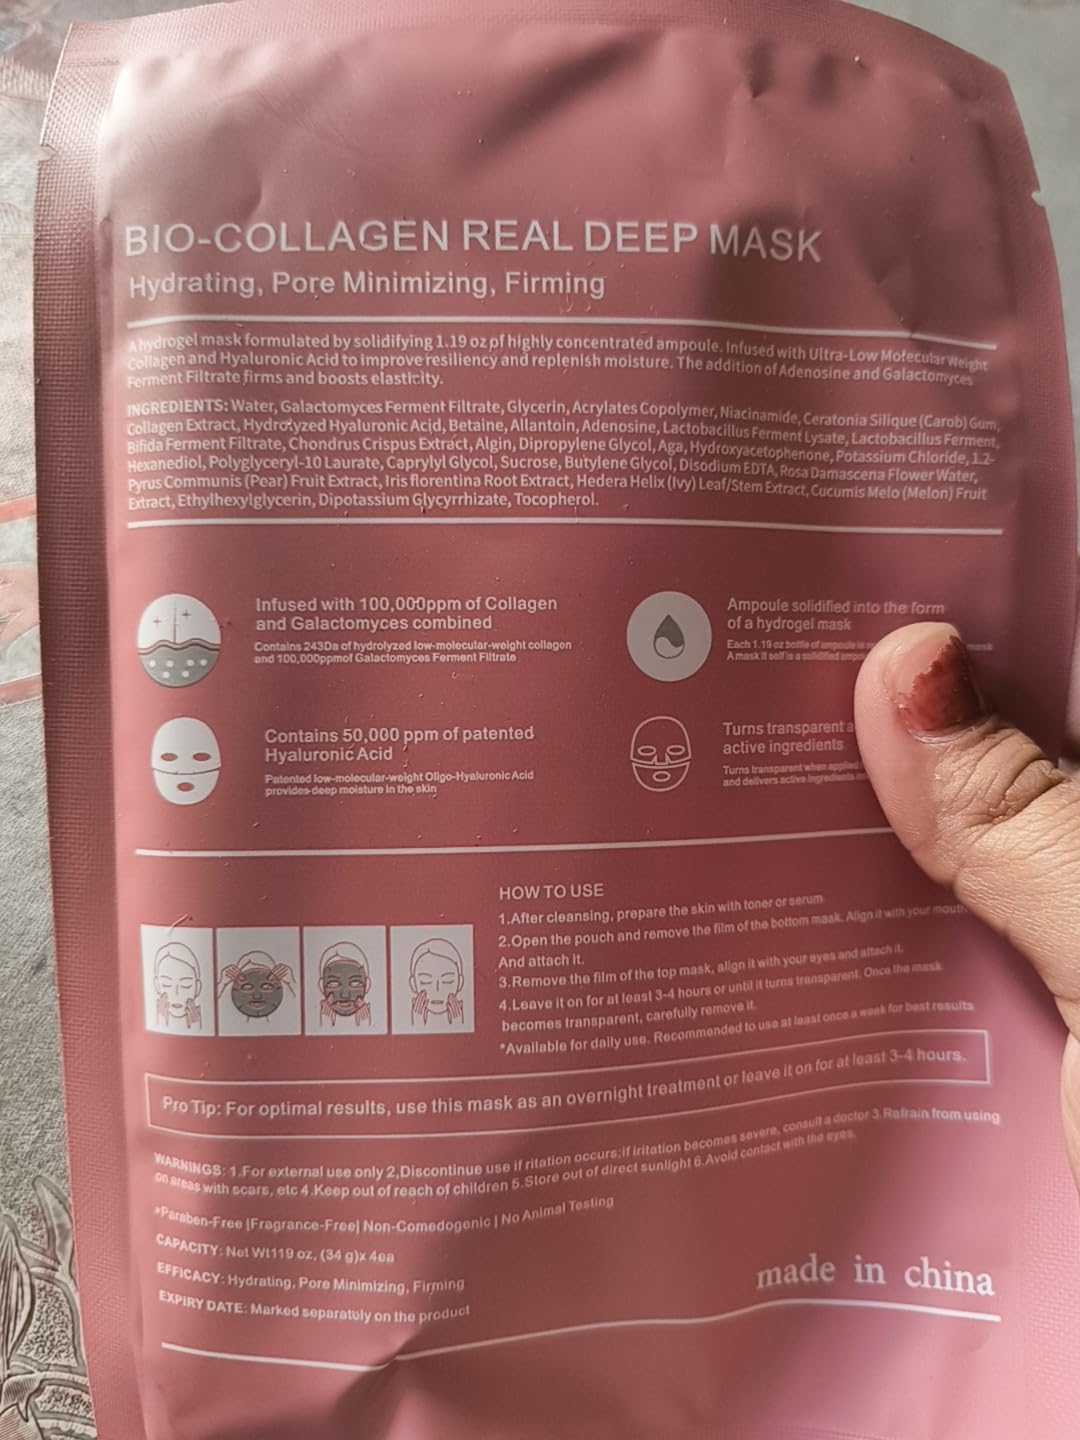 BIO-COLLAGEN REAL DEEP MASK
Hydrating, Pore Minimizing, Firming
A hydrogel mask formulated by solidifying 1.19 oz pf highly concentrated ampoule. Infused with Ultra-Low Molecular Weight
Collagen and Hyaluronic Acid to improve resiliency and replenish moisture. The addition of Adenosine and Galactomyces
Ferment Filtrate firms and boosts elasticity.
INGREDIENTS: Water, Galactomyces Ferment Filtrate, Glycerin, Acrylates Copolymer, Niacinamide, Ceratonia Silique (Carob) Gum,
Collagen Extract, Hydrolyzed Hyaluronic Acid, Betaine, Allantoin, Adenosine, Lactobacillus Ferment Lysate, Lactobacillus Ferment,
Bifida Ferment Filtrate, Chondrus Crispus Extract, Algin, Dipropylene Glycol, Aga, Hydroxyacetophenone, Potassium Chloride, 1.2-
Hexanediol, Polyglyceryl-10 Laurate, Caprylyl Glycol, Sucrose, Butylene Glycol, Disodium EDTA, Rosa Damascena Flower Water,
Pyrus Communis (Pear) Fruit Extract, Iris florentina Root Extract, Hedera Helix (Ivy) Leaf/Stem Extract, Cucumis Melo (Melon) Fruit
Extract, Ethylhexylglycerin, Dipotassium Glycyrrhizate, Tocopherol.
Infused with 100,000ppm of Collagen
and Galactomyces combined
Contains 243Da of hydrolyzed low-molecular-weight collagen
and 100,000ppmof Galactomyces Ferment Filtrate
Ampoule solidified into the form
of a hydrogel mask
Each 1.19 oz bottle of ampoule is mask
A mask it self is a solidified
Contains 50,000 ppm of patented
Hyaluronic Acid
Patented low-molecular-weight Oligo-Hyaluronic Acid
provides deep moisture in the skin
Turns transparent a
active ingredients
Turns transparent when applied
and delivers active ingredients
HOW TO USE
1.After cleansing, prepare the skin with toner or serum
2.Open the pouch and remove the film of the bottom mask. Align it with your mouth
And attach it.
3.Remove the film of the top mask, align it with your eyes and attach it.
4.Leave it on for at least 3-4 hours or until it turns transparent. Once the mask
becomes transparent, carefully remove it.
*Available for daily use. Recommended to use at least once a week for best results
Pro Tip: For optimal results, use this mask as an overnight treatment or leave it on for at least 3-4 hours.
WARNINGS: 1.For external use only 2,Discontinue use if ritation occurs;if iritation becomes severe, consult a doctor 3.Refrain from using
on areas with scars, etc 4.Keep out of reach of children 5.Store out of direct sunlight 6.Avoid contact with the eyes.
*Paraben-Free |Fragrance-Free| Non-Comedogenic | No Animal Testing
CAPACITY: Net Wt119 oz, (34 g)x 4ea
EFFICACY: Hydrating, Pore Minimizing, Firming
EXPIRY DATE: Marked separately on the product
made in china